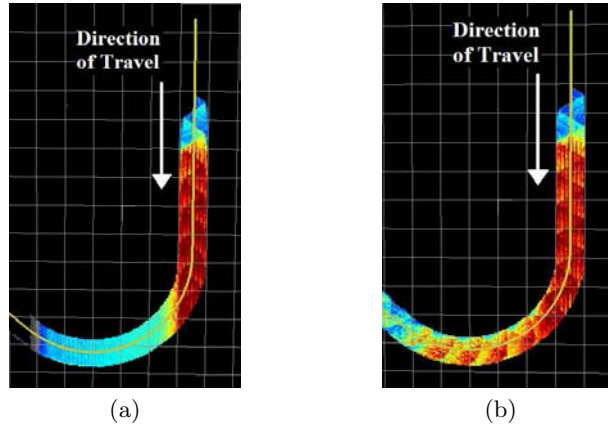 Direction
of Travel
Direction
of Travel
(a)
(b)